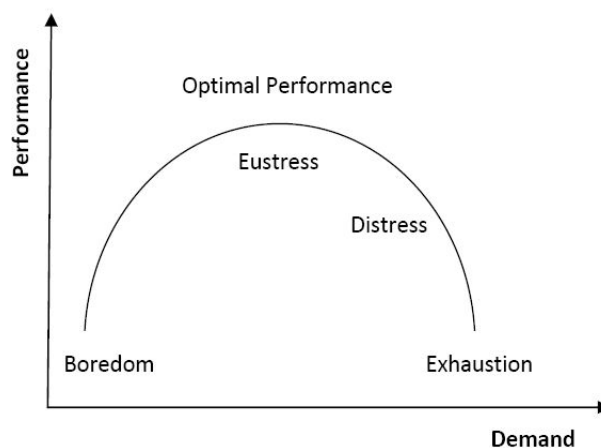 Performance
Optimal Performance
Eustress
Distress
Boredom
Exhaustion
Demand